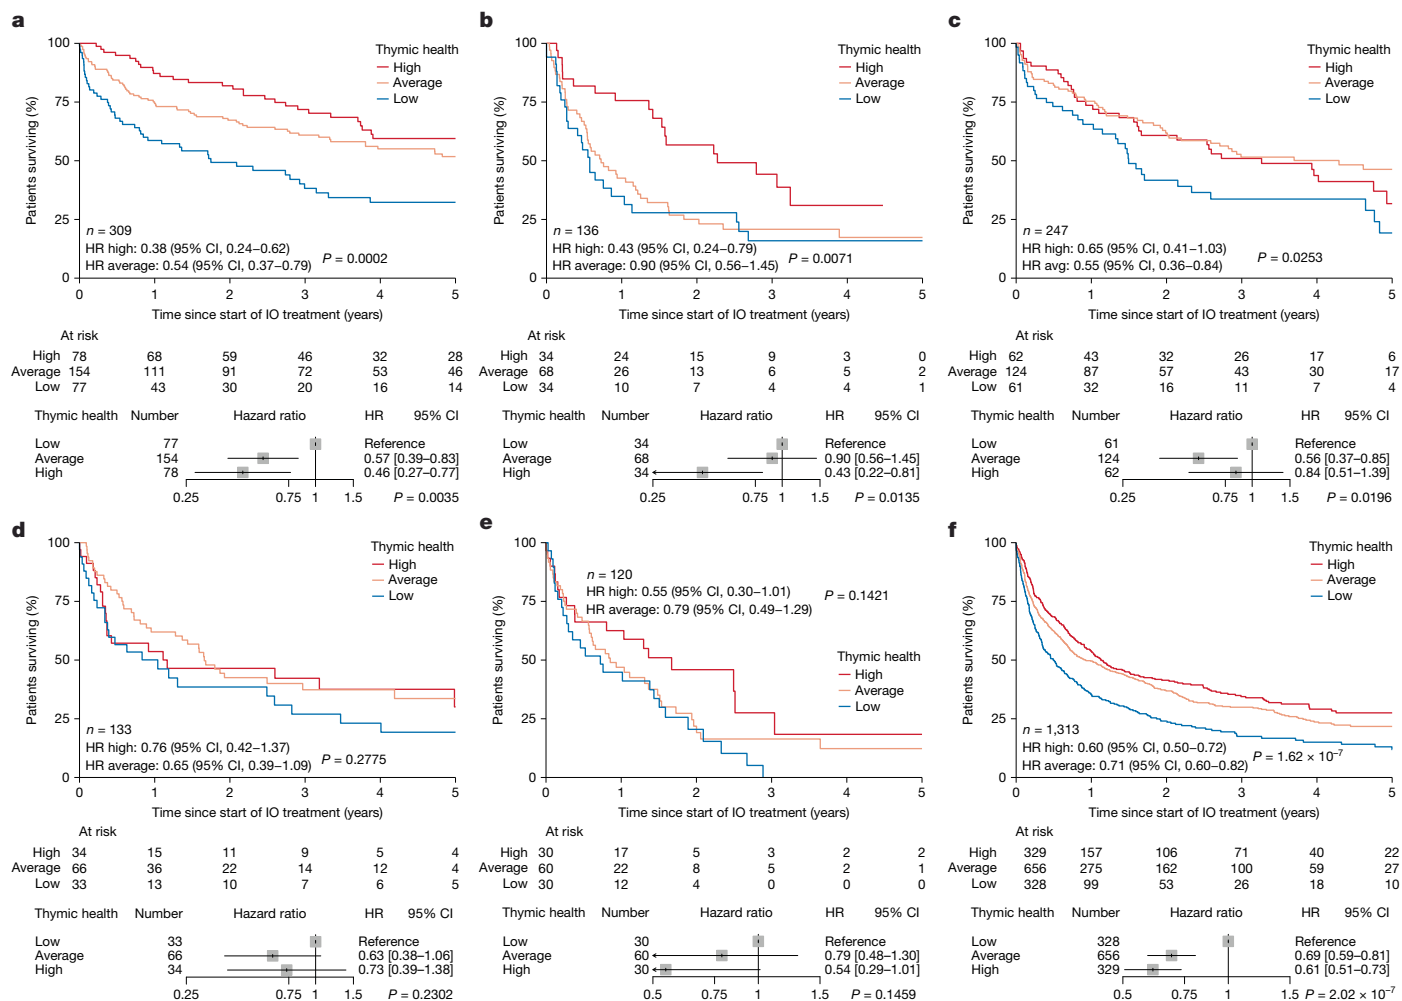 a
100
75
50
25
0
Patients surviving (%)
Thymic health
High
Average
Low
n = 309
HR high: 0.38 (95% CI, 0.24–0.62)
HR average: 0.54 (95% CI, 0.37–0.79)
P = 0.0002
0 1 2 3 4 5
Time since start of IO treatment (years)
At risk
High 78 68 59 46 32 28
Average 154 111 91 72 53 46
Low 77 43 30 20 16 14
Thymic health Number Hazard ratio HR 95% CI
Low 77 Reference
Average 154 0.57 [0.39–0.83]
High 78 0.46 [0.27–0.77]
0.25 0.75 1 1.5 P = 0.0035
b
100
75
50
25
0
Patients surviving (%)
Thymic health
High
Average
Low
n = 136
HR high: 0.43 (95% CI, 0.24–0.79)
HR average: 0.90 (95% CI, 0.56–1.45)
P = 0.0071
0 1 2 3 4 5
Time since start of IO treatment (years)
At risk
High 34 24 15 9 3 0
Average 68 26 13 6 5 2
Low 34 10 7 4 4 1
Thymic health Number Hazard ratio HR 95% CI
Low 34 Reference
Average 68 0.90 [0.56–1.45]
High 34 0.43 [0.22–0.81]
0.25 0.75 1 1.5 P = 0.0135
c
100
75
50
25
0
Patients surviving (%)
Thymic health
High
Average
Low
n = 247
HR high: 0.65 (95% CI, 0.41–1.03)
HR avg: 0.55 (95% CI, 0.36–0.84)
P = 0.0253
0 1 2 3 4 5
Time since start of IO treatment (years)
At risk
High 62 43 32 26 17 6
Average 124 87 57 43 30 17
Low 61 32 16 11 7 4
Thymic health Number Hazard ratio HR 95% CI
Low 61 Reference
Average 124 0.56 [0.37–0.85]
High 62 0.84 [0.51–1.39]
0.25 0.75 1 1.5 P = 0.0196
d
100
75
50
25
0
Patients surviving (%)
Thymic health
High
Average
Low
n = 133
HR high: 0.76 (95% CI, 0.42–1.37)
HR average: 0.65 (95% CI, 0.39–1.09)
P = 0.2775
0 1 2 3 4 5
Time since start of IO treatment (years)
At risk
High 34 15 11 9 5 4
Average 66 36 22 14 12 4
Low 33 13 10 7 6 5
Thymic health Number Hazard ratio HR 95% CI
Low 33 Reference
Average 66 0.63 [0.38–1.06]
High 34 0.73 [0.39–1.38]
0.25 0.75 1 1.5 P = 0.2302
e
100
75
50
25
0
Patients surviving (%)
n = 120
HR high: 0.55 (95% CI, 0.30–1.01)
HR average: 0.79 (95% CI, 0.49–1.29)
P = 0.1421
Thymic health
High
Average
Low
0 1 2 3 4 5
Time since start of IO treatment (years)
At risk
High 30 17 5 3 2 2
Average 60 22 8 5 2 1
Low 30 12 4 0 0 0
Thymic health Number Hazard ratio HR 95% CI
Low 30 Reference
Average 60 0.79 [0.48–1.30]
High 30 0.54 [0.29–1.01]
0.5 0.75 1 1.5 P = 0.1459
f
100
75
50
25
0
Patients surviving (%)
Thymic health
High
Average
Low
n = 1,313
HR high: 0.60 (95% CI, 0.50–0.72)
HR average: 0.71 (95% CI, 0.60–0.82)
P = 1.62 × 10⁻⁷
0 1 2 3 4 5
Time since start of IO treatment (years)
At risk
High 329 157 106 71 40 22
Average 656 275 162 100 59 27
Low 328 99 53 26 18 10
Thymic health Number Hazard ratio HR 95% CI
Low 328 Reference
Average 656 0.69 [0.59–0.81]
High 329 0.61 [0.51–0.73]
0.5 0.75 1 1.5 P = 2.02 × 10⁻⁷